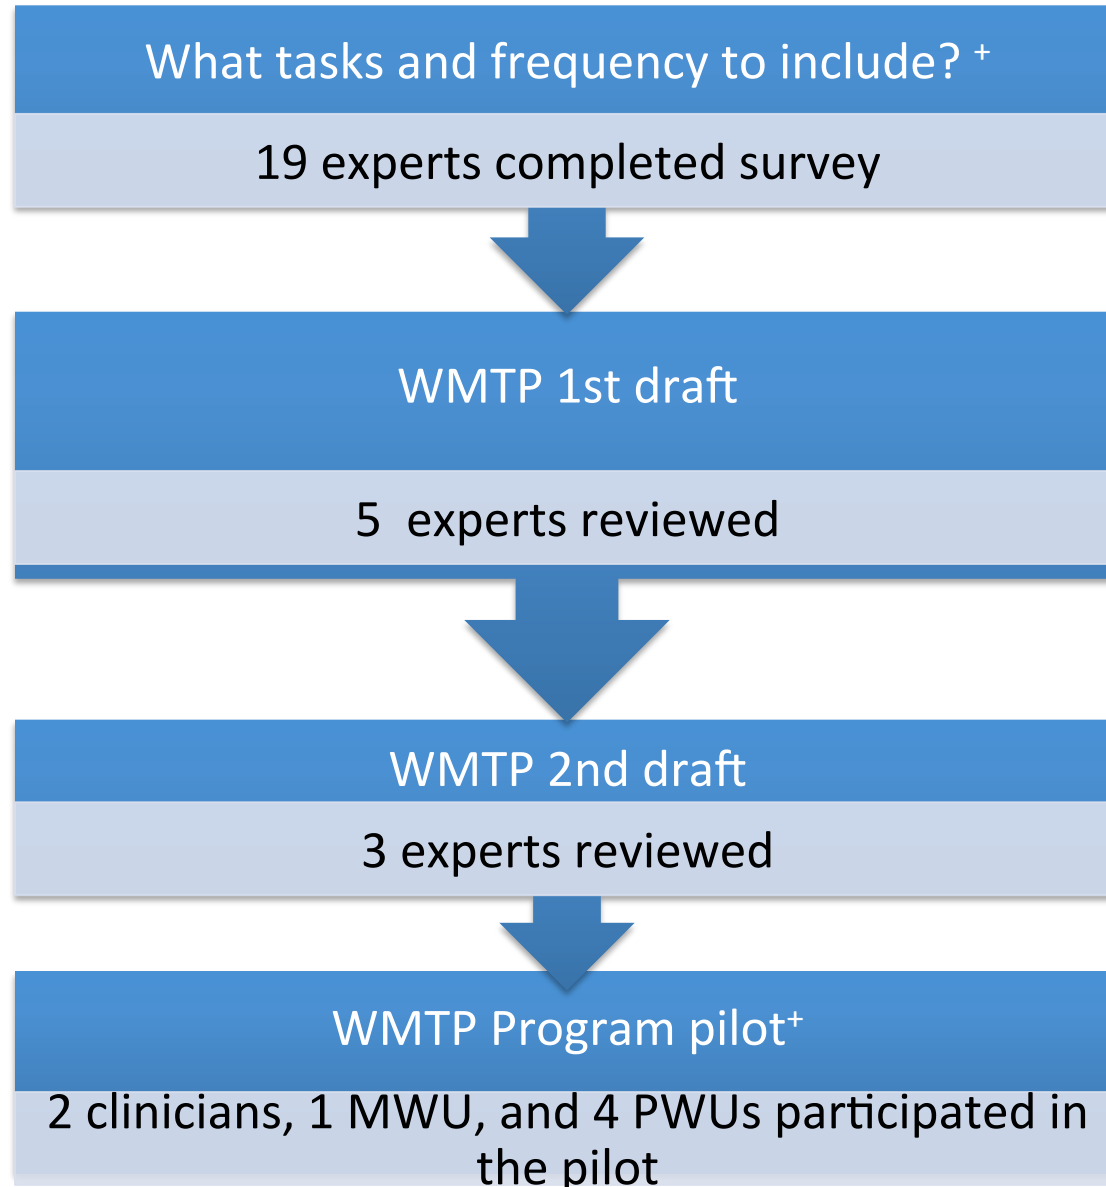 What tasks and frequency to include? +
19 experts completed survey
WMTP 1st draft
5  experts reviewed
WMTP 2nd draft
3 experts reviewed
WMTP Program pilot+
2 clinicians, 1 MWU, and 4 PWUs participated in
the pilot